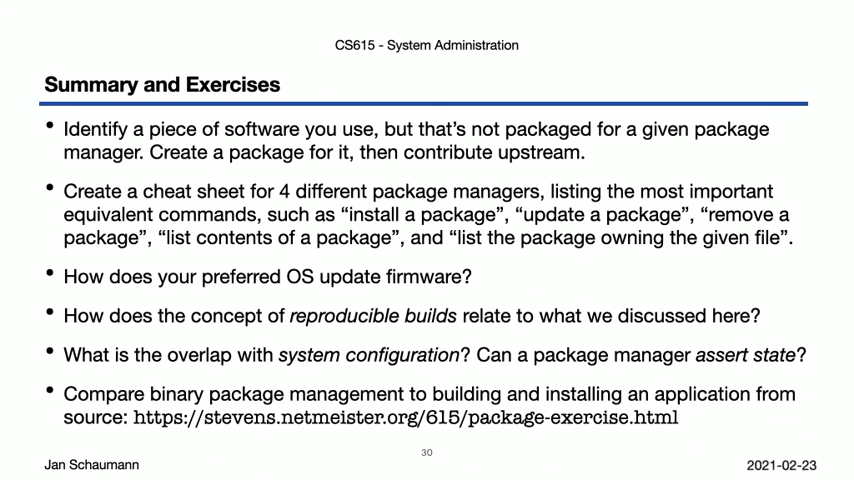 CS615 - System Administration
Summary and Exercises
• Identify a piece of software you use, but that’s not packaged for a given package
manager. Create a package for it, then contribute upstream.
• Create a cheat sheet for 4 different package managers, listing the most important
equivalent commands, such as “install a package”, “update a package”, “remove a
package”, “list contents of a package”, and “list the package owning the given file”.
• How does your preferred OS update firmware?
• How does the concept of reproducible builds relate to what we discussed here?
• What is the overlap with system configuration? Can a package manager assert state?
• Compare binary package management to building and installing an application from
source: https://stevens.netmeister.org/615/package-exercise.html
30
Jan Schaumann
2021-02-23